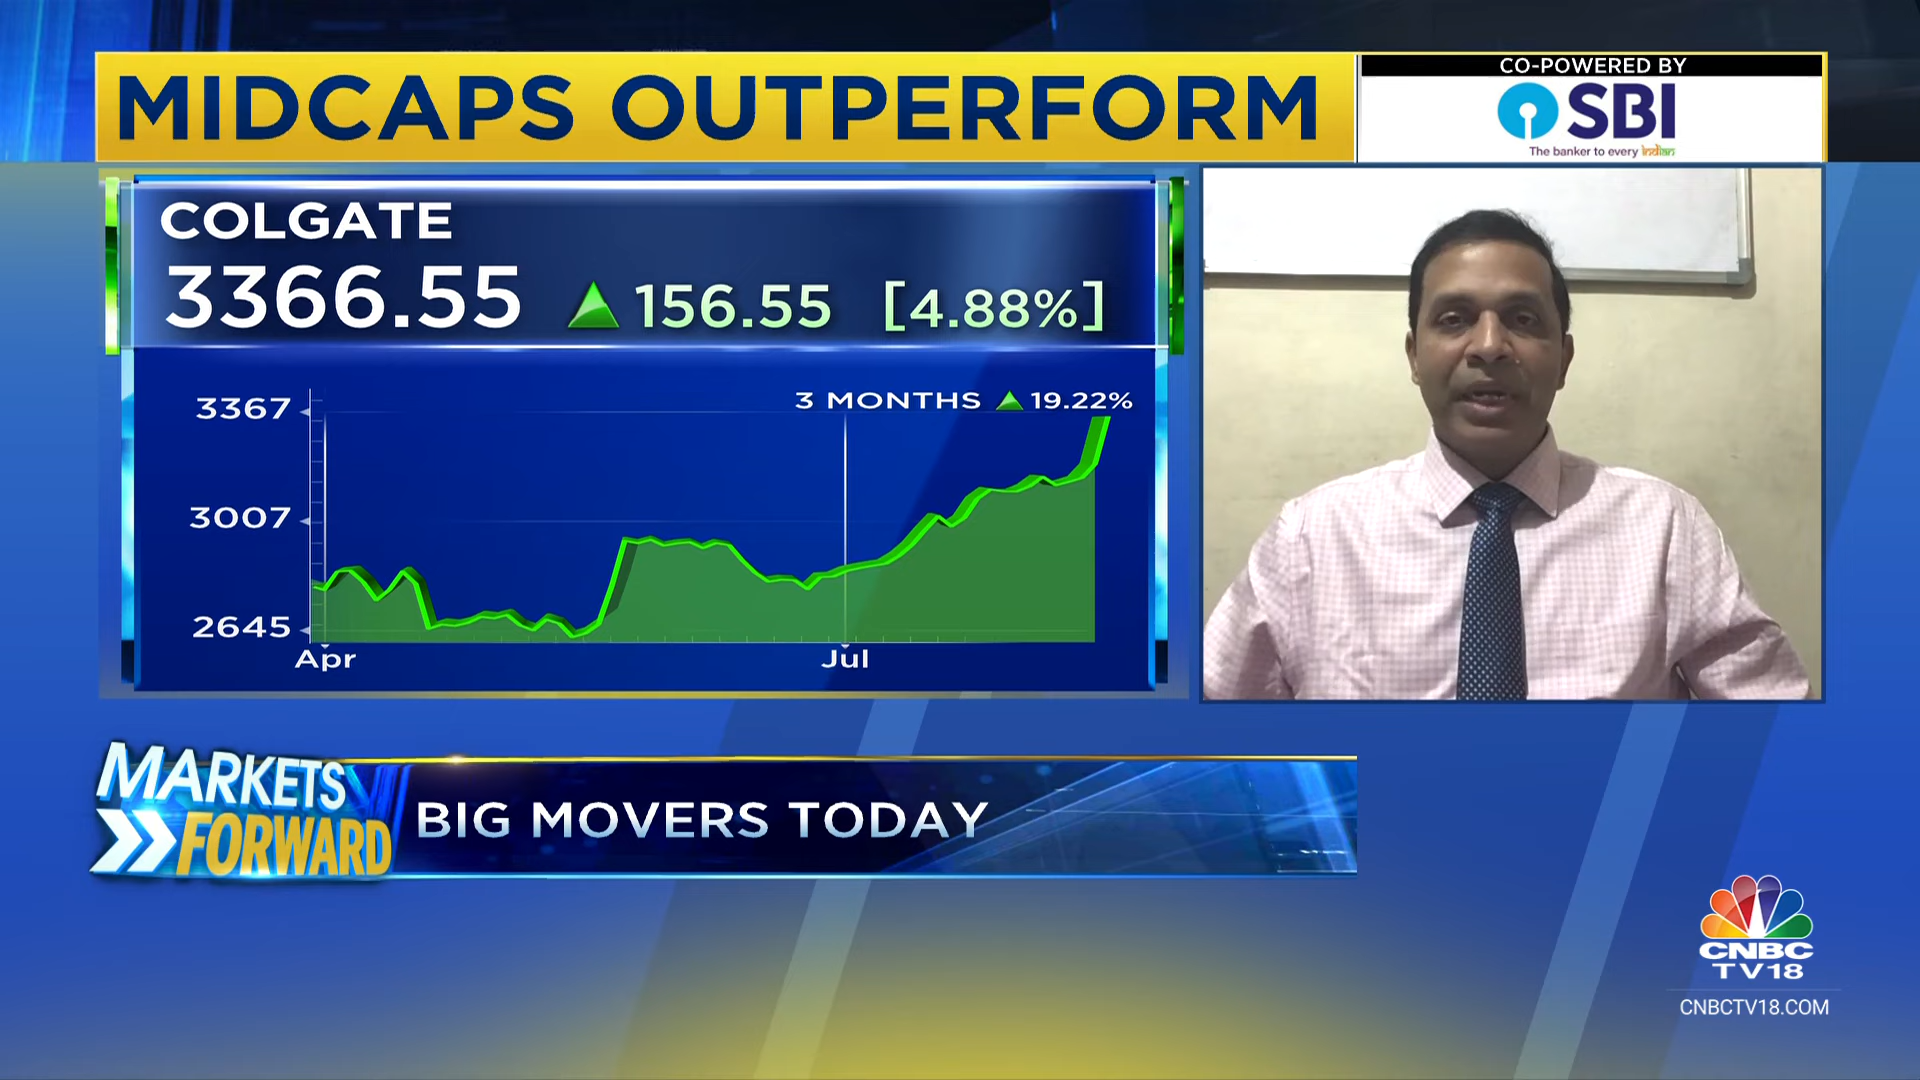 MIDCAPS OUTPERFORM
CO-POWERED BY
SBI
The banker to every indian
COLGATE
3366.55 ▲ 156.55 [4.88%]
3 MONTHS ▲ 19.22%
3367
3007
2645
Apr Jul
MARKETS
FORWARD
BIG MOVERS TODAY
CNBC
TV18
CNBCTV18.COM